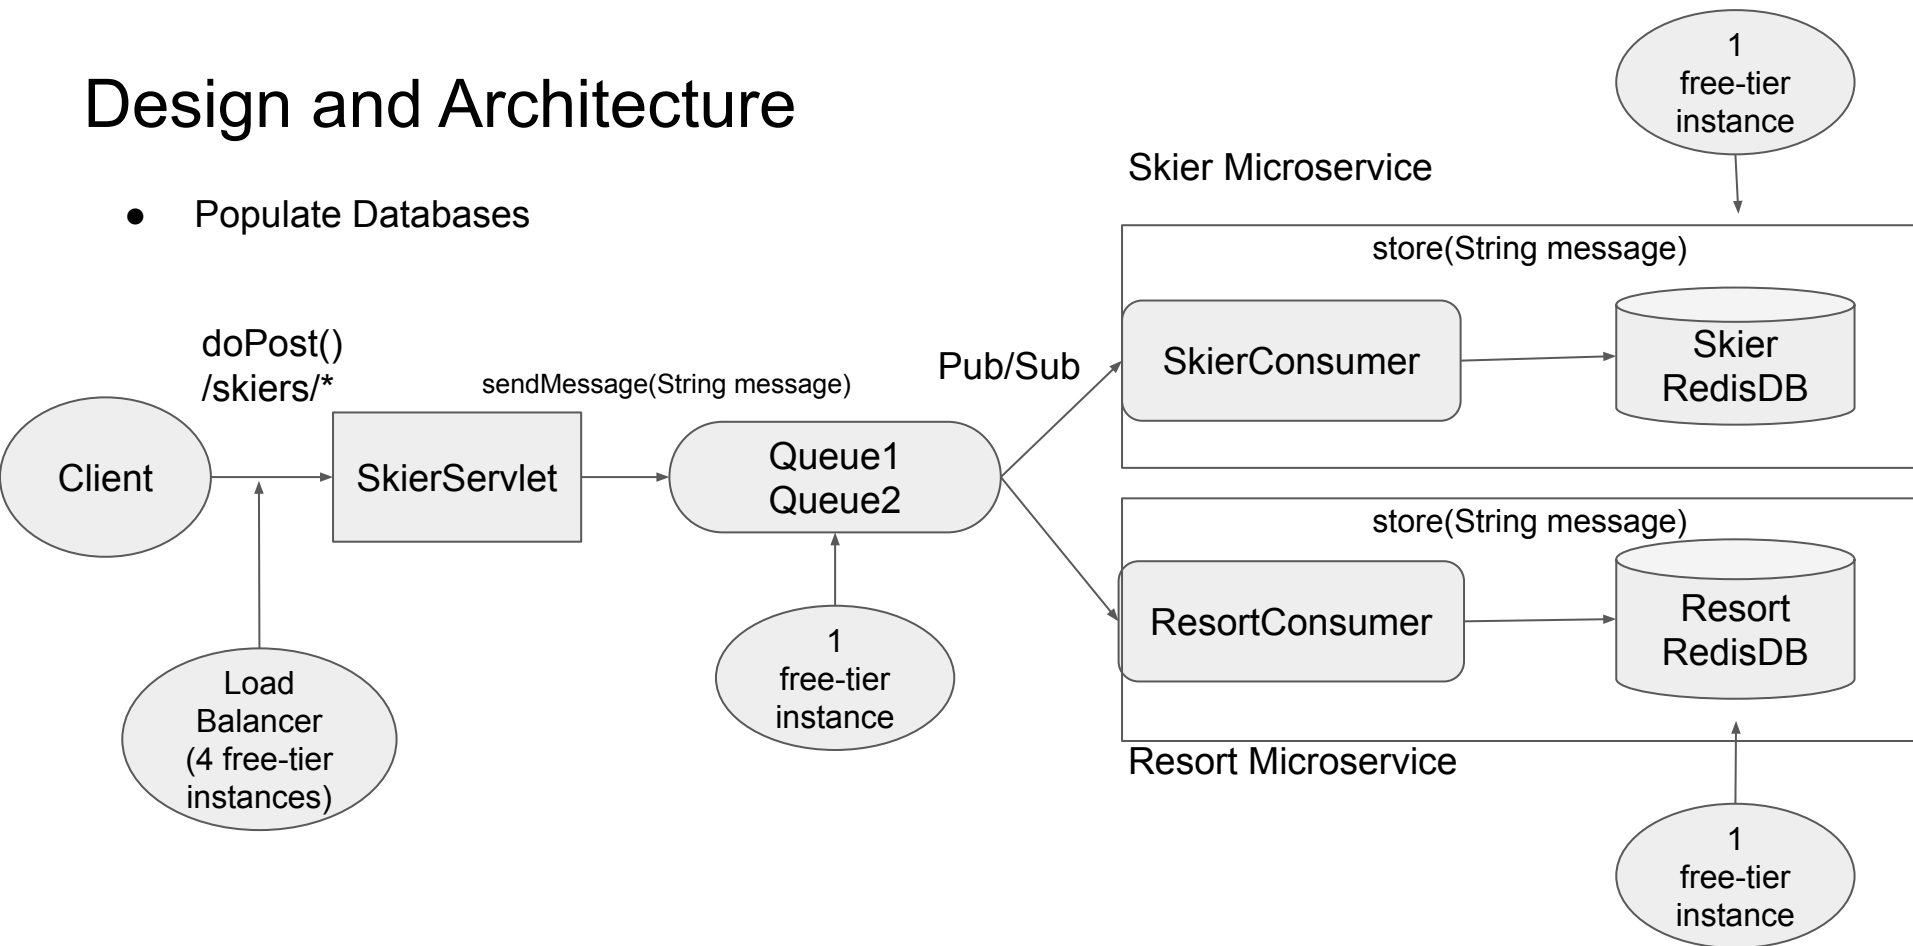 Design and Architecture
● Populate Databases
doPost()
/skiers/*
sendMessage(String message)
Client
SkierServlet
Queue1
Queue2
Pub/Sub
Load
Balancer
(4 free-tier
instances)
1
free-tier
instance
1
free-tier
instance
Skier Microservice
store(String message)
SkierConsumer
Skier
RedisDB
store(String message)
ResortConsumer
Resort
RedisDB
Resort Microservice
1
free-tier
instance